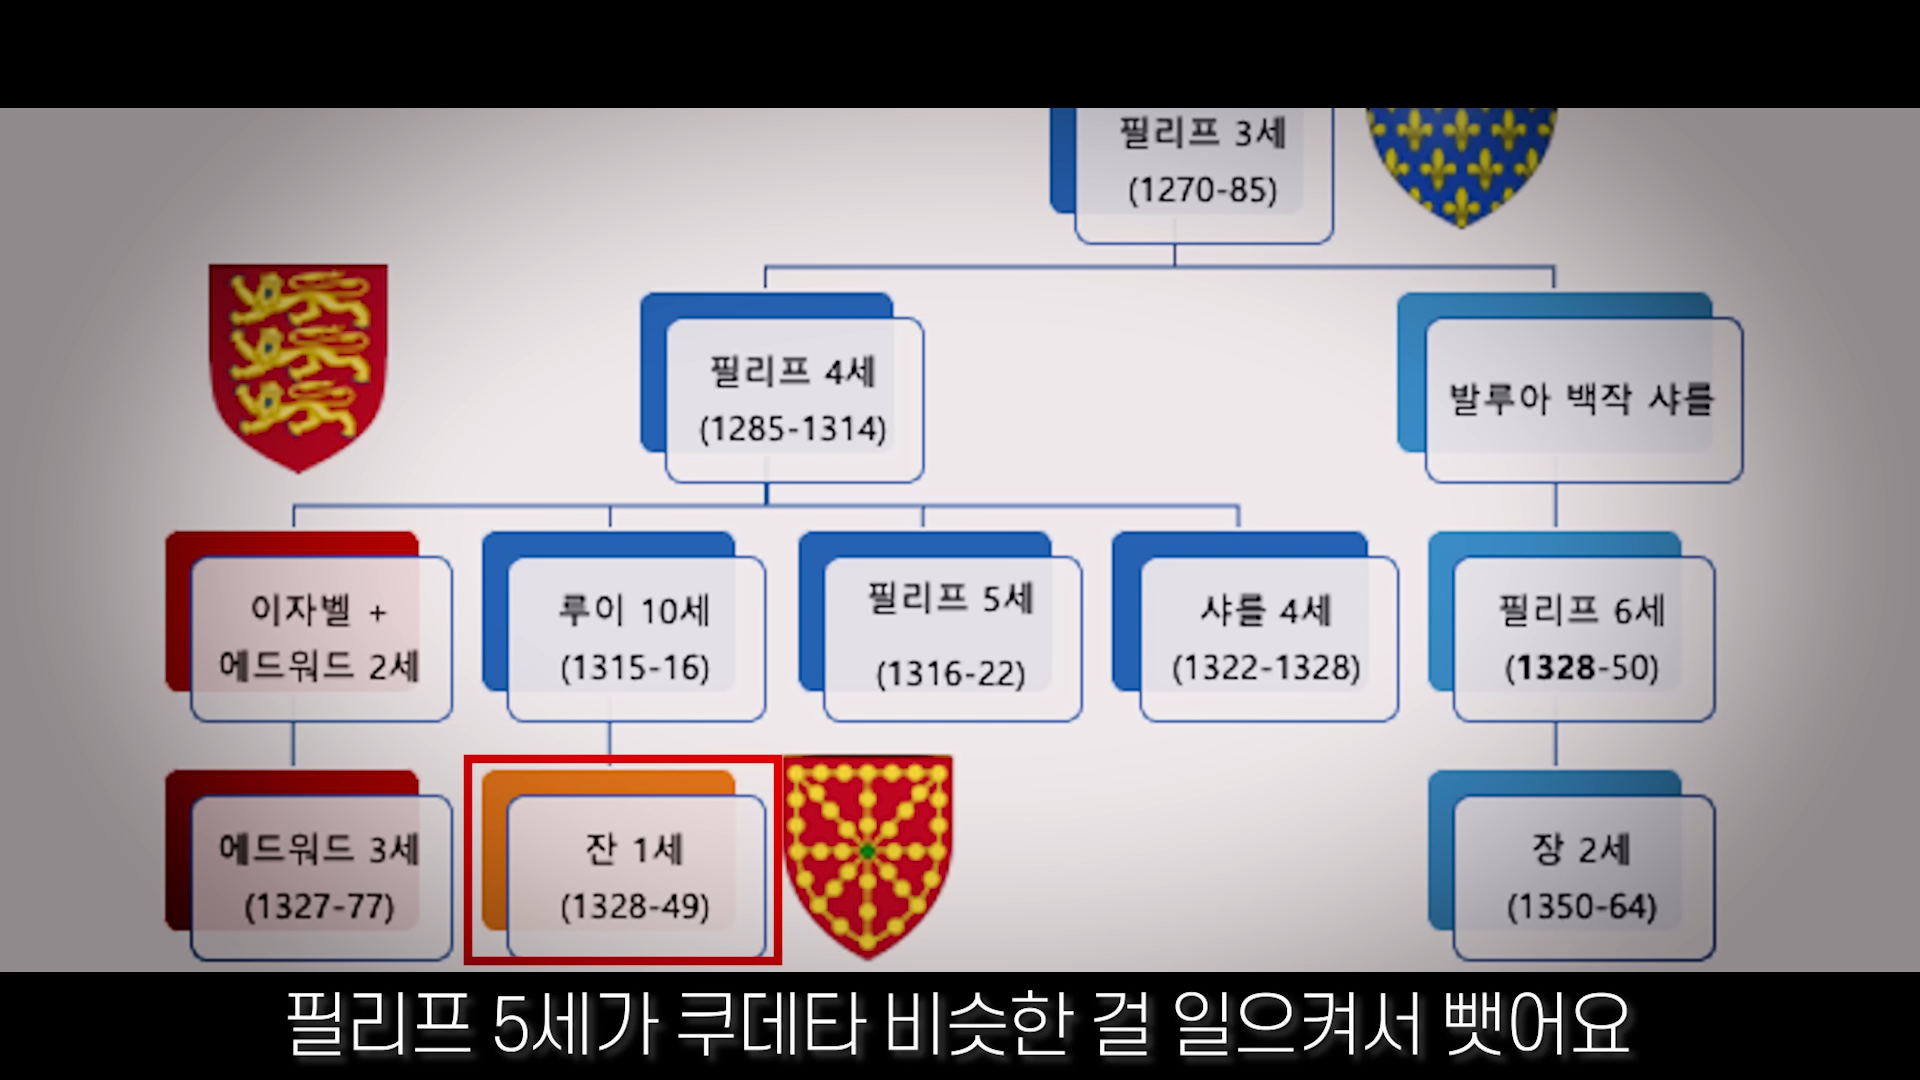 필리프 3세
(1270-85)
필리프 4세
(1285-1314)
발루아 백작 샤를
이자벨 +
에드워드 2세
루이 10세
(1315-16)
필리프 5세
(1316-22)
샤를 4세
(1322-1328)
필리프 6세
(1328-50)
에드워드 3세
(1327-77)
잔 1세
(1328-49)
장 2세
(1350-64)
필리프 5세가 쿠데타 비슷한 걸 일으켜서 뺏어요